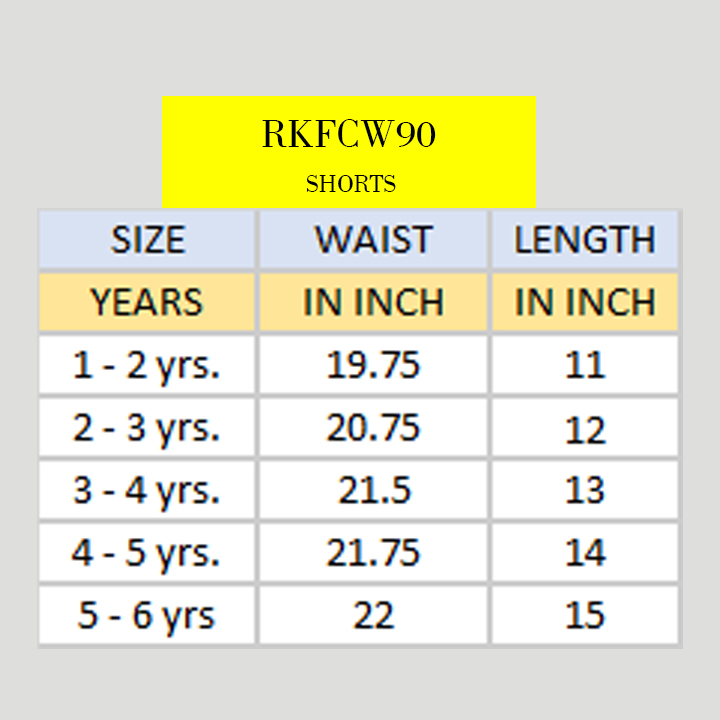 RKFCW90
SHORTS
SIZE WAIST LENGTH
YEARS IN INCH IN INCH
1 - 2 yrs. 19.75 11
2 - 3 yrs. 20.75 12
3 - 4 yrs. 21.5 13
4 - 5 yrs. 21.75 14
5 - 6 yrs 22 15